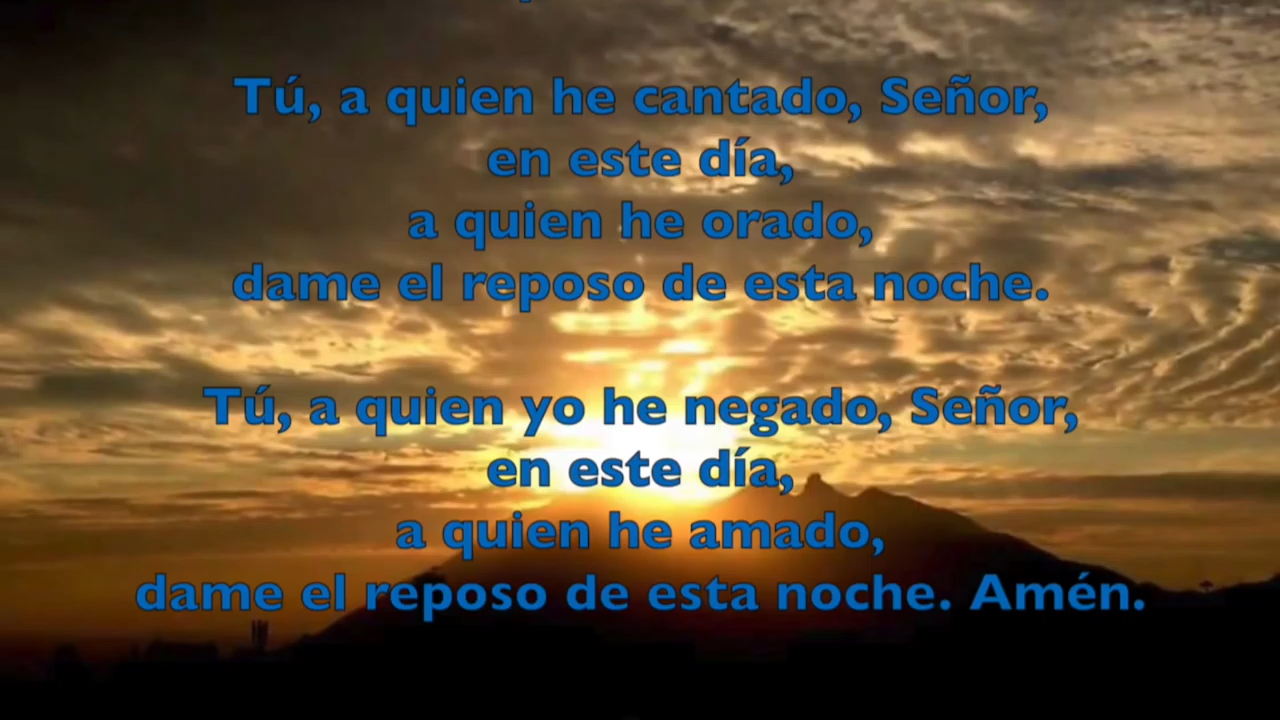 Tú, a quien he cantado, Señor,
en este día,
a quien he orado,
dame el reposo de esta noche.
Tú, a quien yo he negado, Señor,
en este día,
a quien he amado,
dame el reposo de esta noche. Amén.